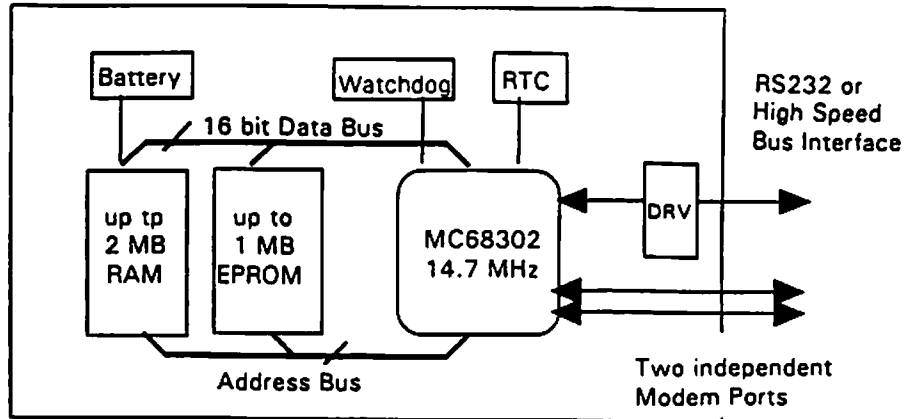 Battery
Watchdog
RTC
RS232 or
High Speed
Bus Interface
16 bit Data Bus
up tp
2 MB
RAM
up to
1 MB
EPROM
MC68302
14.7 MHz
DRV
Address Bus
Two independent
Modem Ports